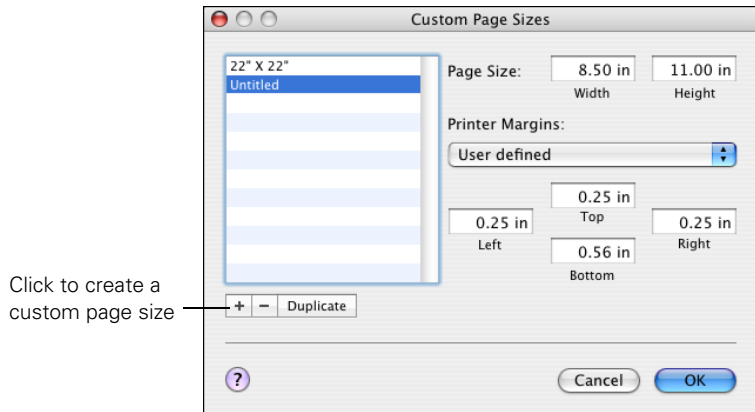 Custom Page Sizes
22" X 22"
Untitled
Page Size:
8.50 in
11.00 in
Width
Height
Printer Margins:
User defined
0.25 in
Top
0.25 in
Left
0.25 in
Right
0.56 in
Bottom
Click to create a
custom page size
+ − Duplicate
?
Cancel
OK